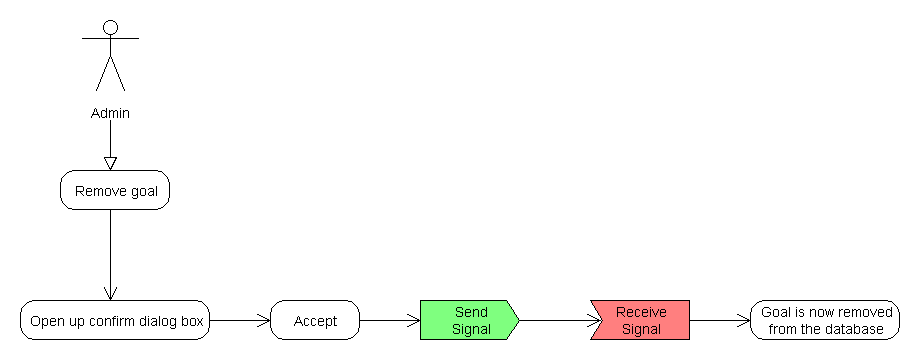 Admin
Remove goal
Open up confirm dialog box
Accept
Send
Signal
Receive
Signal
Goal is now removed
from the database